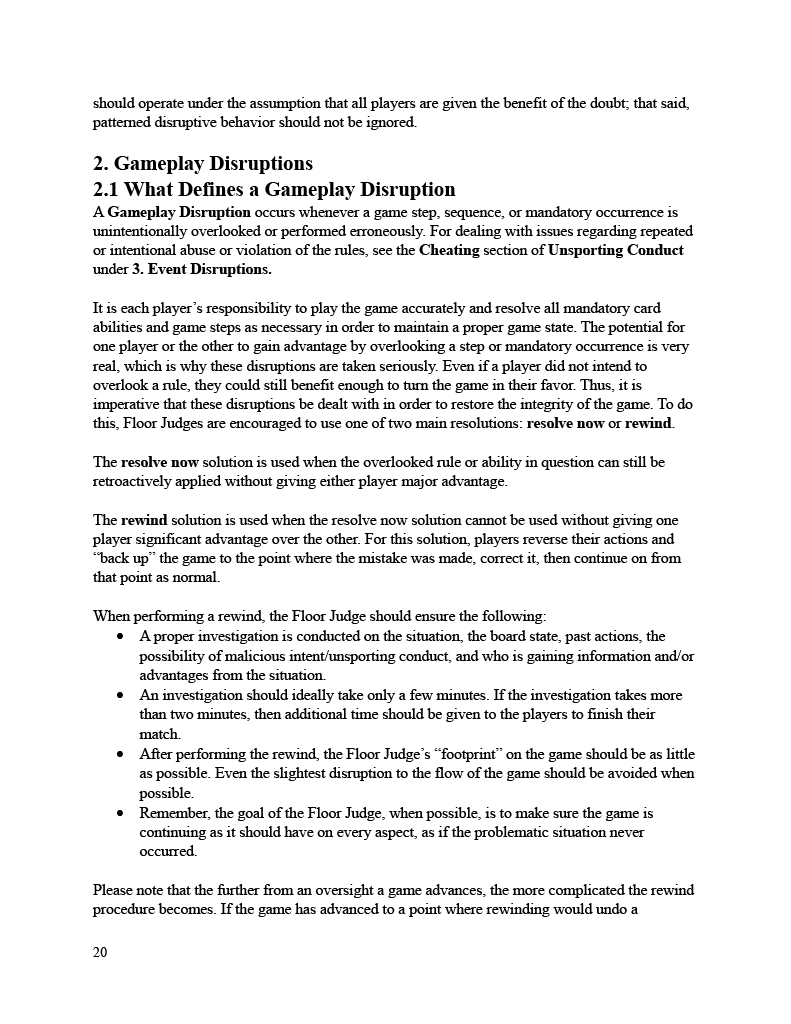 should operate under the assumption that all players are given the benefit of the doubt; that said,
patterned disruptive behavior should not be ignored.
2. Gameplay Disruptions
2.1 What Defines a Gameplay Disruption
A Gameplay Disruption occurs whenever a game step, sequence, or mandatory occurrence is
unintentionally overlooked or performed erroneously. For dealing with issues regarding repeated
or intentional abuse or violation of the rules, see the Cheating section of Unsporting Conduct
under 3. Event Disruptions.
It is each player’s responsibility to play the game accurately and resolve all mandatory card
abilities and game steps as necessary in order to maintain a proper game state. The potential for
one player or the other to gain advantage by overlooking a step or mandatory occurrence is very
real, which is why these disruptions are taken seriously. Even if a player did not intend to
overlook a rule, they could still benefit enough to turn the game in their favor. Thus, it is
imperative that these disruptions be dealt with in order to restore the integrity of the game. To do
this, Floor Judges are encouraged to use one of two main resolutions: resolve now or rewind.
The resolve now solution is used when the overlooked rule or ability in question can still be
retroactively applied without giving either player major advantage.
The rewind solution is used when the resolve now solution cannot be used without giving one
player significant advantage over the other. For this solution, players reverse their actions and
“back up” the game to the point where the mistake was made, correct it, then continue on from
that point as normal.
When performing a rewind, the Floor Judge should ensure the following:
• A proper investigation is conducted on the situation, the board state, past actions, the
possibility of malicious intent/unsporting conduct, and who is gaining information and/or
advantages from the situation.
• An investigation should ideally take only a few minutes. If the investigation takes more
than two minutes, then additional time should be given to the players to finish their
match.
• After performing the rewind, the Floor Judge’s “footprint” on the game should be as little
as possible. Even the slightest disruption to the flow of the game should be avoided when
possible.
• Remember, the goal of the Floor Judge, when possible, is to make sure the game is
continuing as it should have on every aspect, as if the problematic situation never
occurred.
Please note that the further from an oversight a game advances, the more complicated the rewind
procedure becomes. If the game has advanced to a point where rewinding would undo a
20